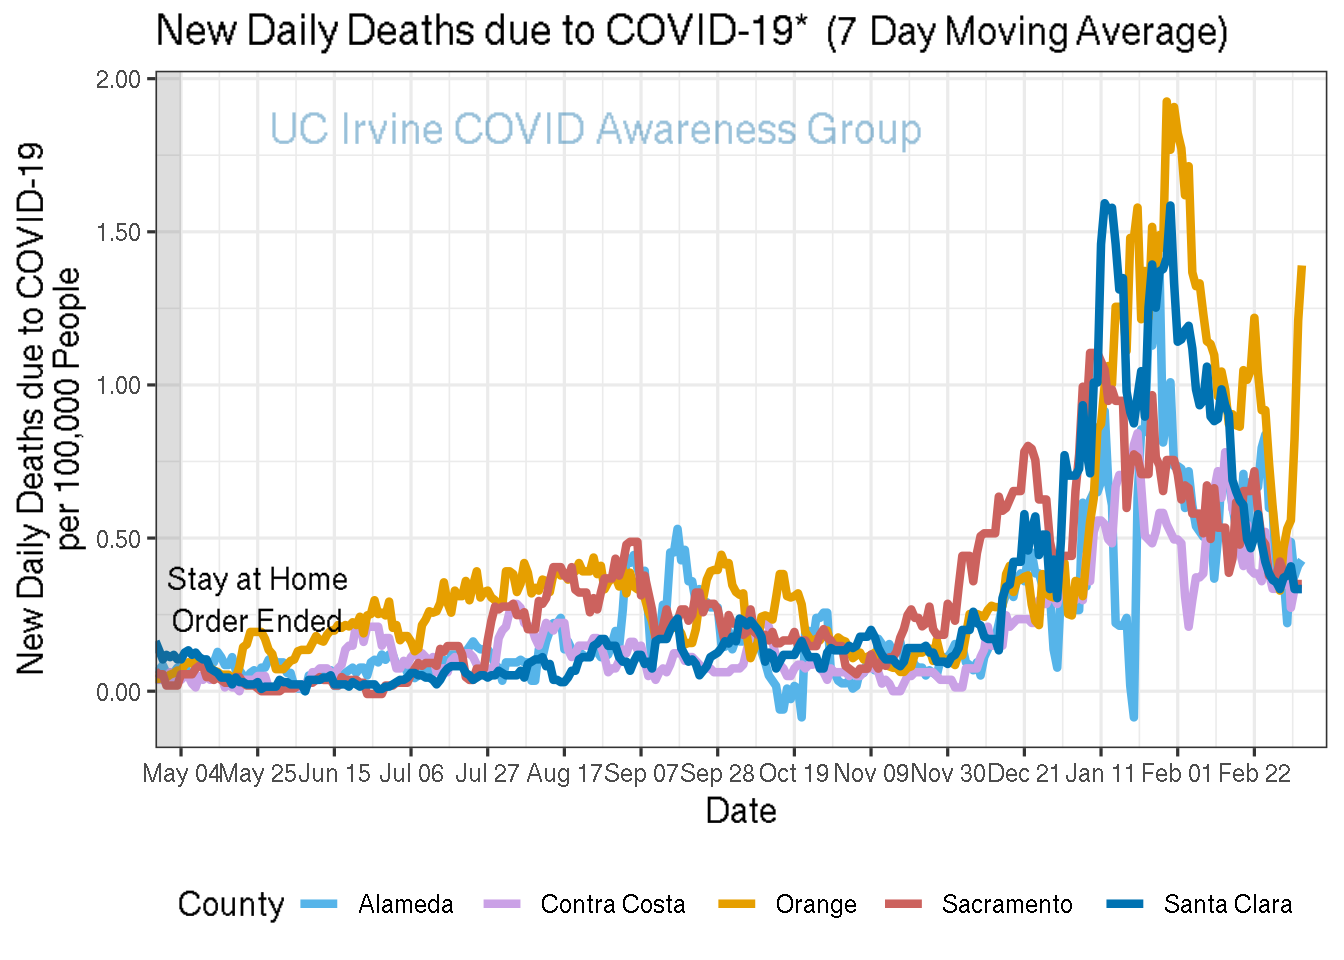 New Daily Deaths due to COVID-19* (7 Day Moving Average)
New Daily Deaths due to COVID-19
per 100,000 People
2.00
1.50
1.00
0.50
0.00
UC Irvine COVID Awareness Group
Stay at Home
Order Ended
May 04 May 25 Jun 15 Jul 06 Jul 27 Aug 17 Sep 07 Sep 28 Oct 19 Nov 09 Nov 30 Dec 21 Jan 11 Feb 01 Feb 22
Date
County Alameda Contra Costa Orange Sacramento Santa Clara